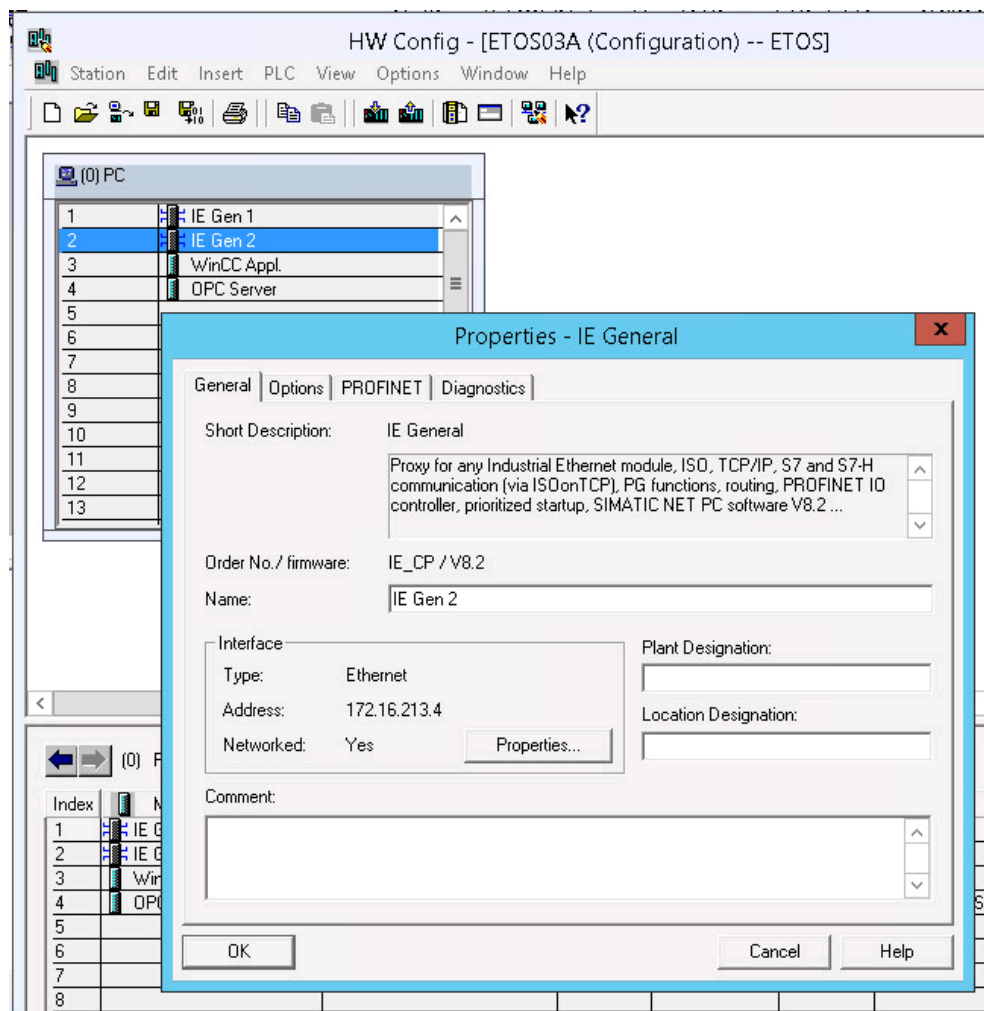 HW Config - [ETOS03A (Configuration) -- ETOS]
Station Edit Insert PLC View Options Window Help
(0) PC
1 IE Gen 1
2 IE Gen 2
3 WinCC Appl.
4 OPC Server
5
6
7
8
9
10
11
12
13
Properties - IE General
X
General Options PROFINET Diagnostics
Short Description: IE General
Proxy for any Industrial Ethernet module, ISO, TCP/IP, S7 and S7-H
communication (via ISOonTCP), PG functions, routing, PROFINET IO
controller, prioritized startup, SIMATIC NET PC software V8.2 ...
Order No./ firmware: IE_CP / V8.2
Name: IE Gen 2
Interface
Type: Ethernet
Address: 172.16.213.4
Networked: Yes
Properties...
Plant Designation:
Location Designation:
Comment:
OK Cancel Help
(0)
Index
1 IE
2 IE
3
4
5
6
7
8